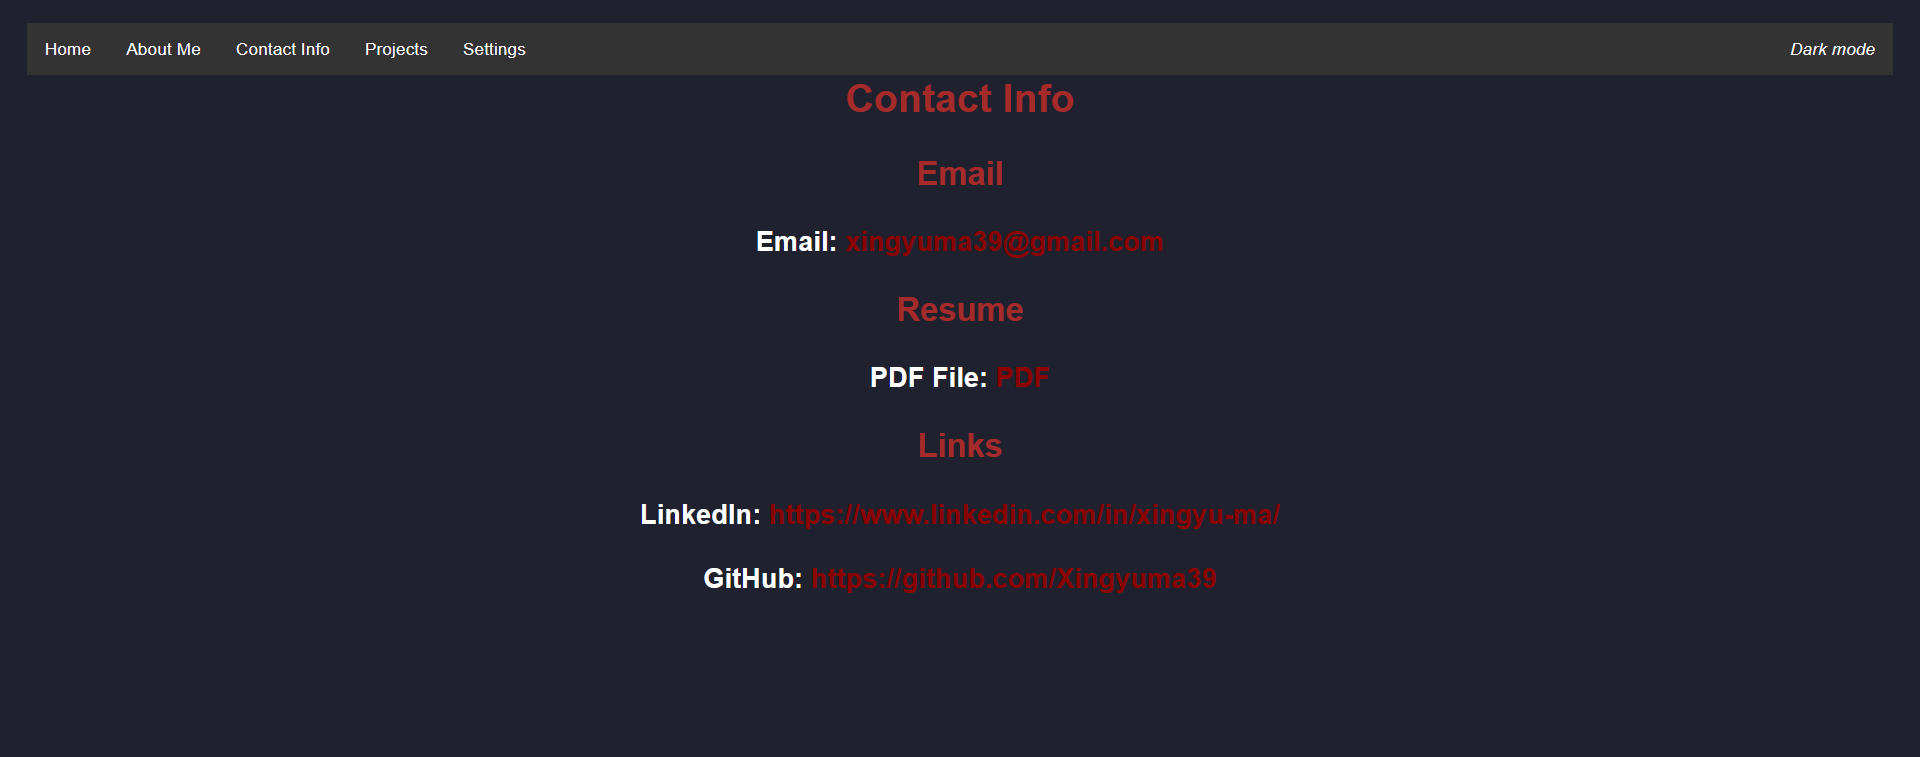 Home About Me Contact Info Projects Settings Dark mode
Contact Info
Email
Email: xingyuma39@gmail.com
Resume
PDF File: PDF
Links
LinkedIn: https://www.linkedin.com/in/xingyu-ma/
GitHub: https://github.com/Xingyuma39